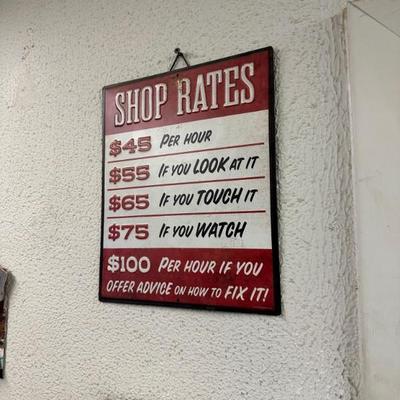 SHOP RATES
$45 PER HOUR
$55 IF YOU LOOK AT IT
$65 IF YOU TOUCH IT
$75 IF YOU WATCH
$100 PER HOUR IF YOU
OFFER ADVICE ON HOW TO FIX IT!